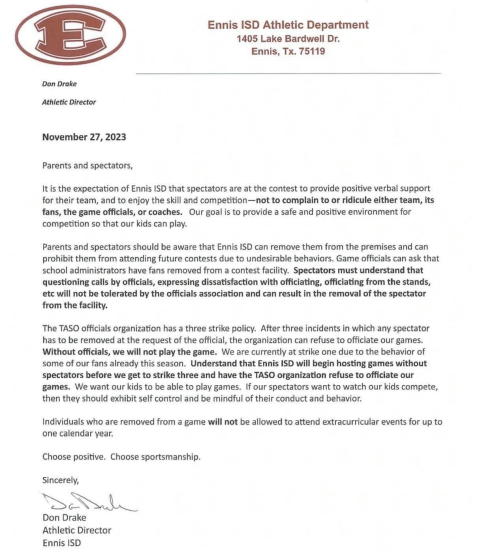 E
Ennis ISD Athletic Department
1405 Lake Bardwell Dr.
Ennis, Tx. 75119
Don Drake
Athletic Director
November 27, 2023
Parents and spectators,
It is the expectation of Ennis ISD that spectators are at the contest to provide positive verbal support
for their team, and to enjoy the skill and competition—not to complain to or ridicule either team, its
fans, the game officials, or coaches. Our goal is to provide a safe and positive environment for
competition so that our kids can play.
Parents and spectators should be aware that Ennis ISD can remove them from the premises and can
prohibit them from attending future contests due to undesirable behaviors. Game officials can ask that
school administrators have fans removed from a contest facility. Spectators must understand that
questioning calls by officials, expressing dissatisfaction with officiating, officiating from the stands,
etc will not be tolerated by the officials association and can result in the removal of the spectator
from the facility.
The TASO officials organization has a three strike policy. After three incidents in which any spectator
has to be removed at the request of the official, the organization can refuse to officiate our games.
Without officials, we will not play the game. We are currently at strike one due to the behavior of
some of our fans already this season. Understand that Ennis ISD will begin hosting games without
spectators before we get to strike three and have the TASO organization refuse to officiate our
games. We want our kids to be able to play games. If our spectators want to watch our kids compete,
then they should exhibit self control and be mindful of their conduct and behavior.
Individuals who are removed from a game will not be allowed to attend extracurricular events for up to
one calendar year.
Choose positive. Choose sportsmanship.
Sincerely,
Don Drake
Don Drake
Athletic Director
Ennis ISD